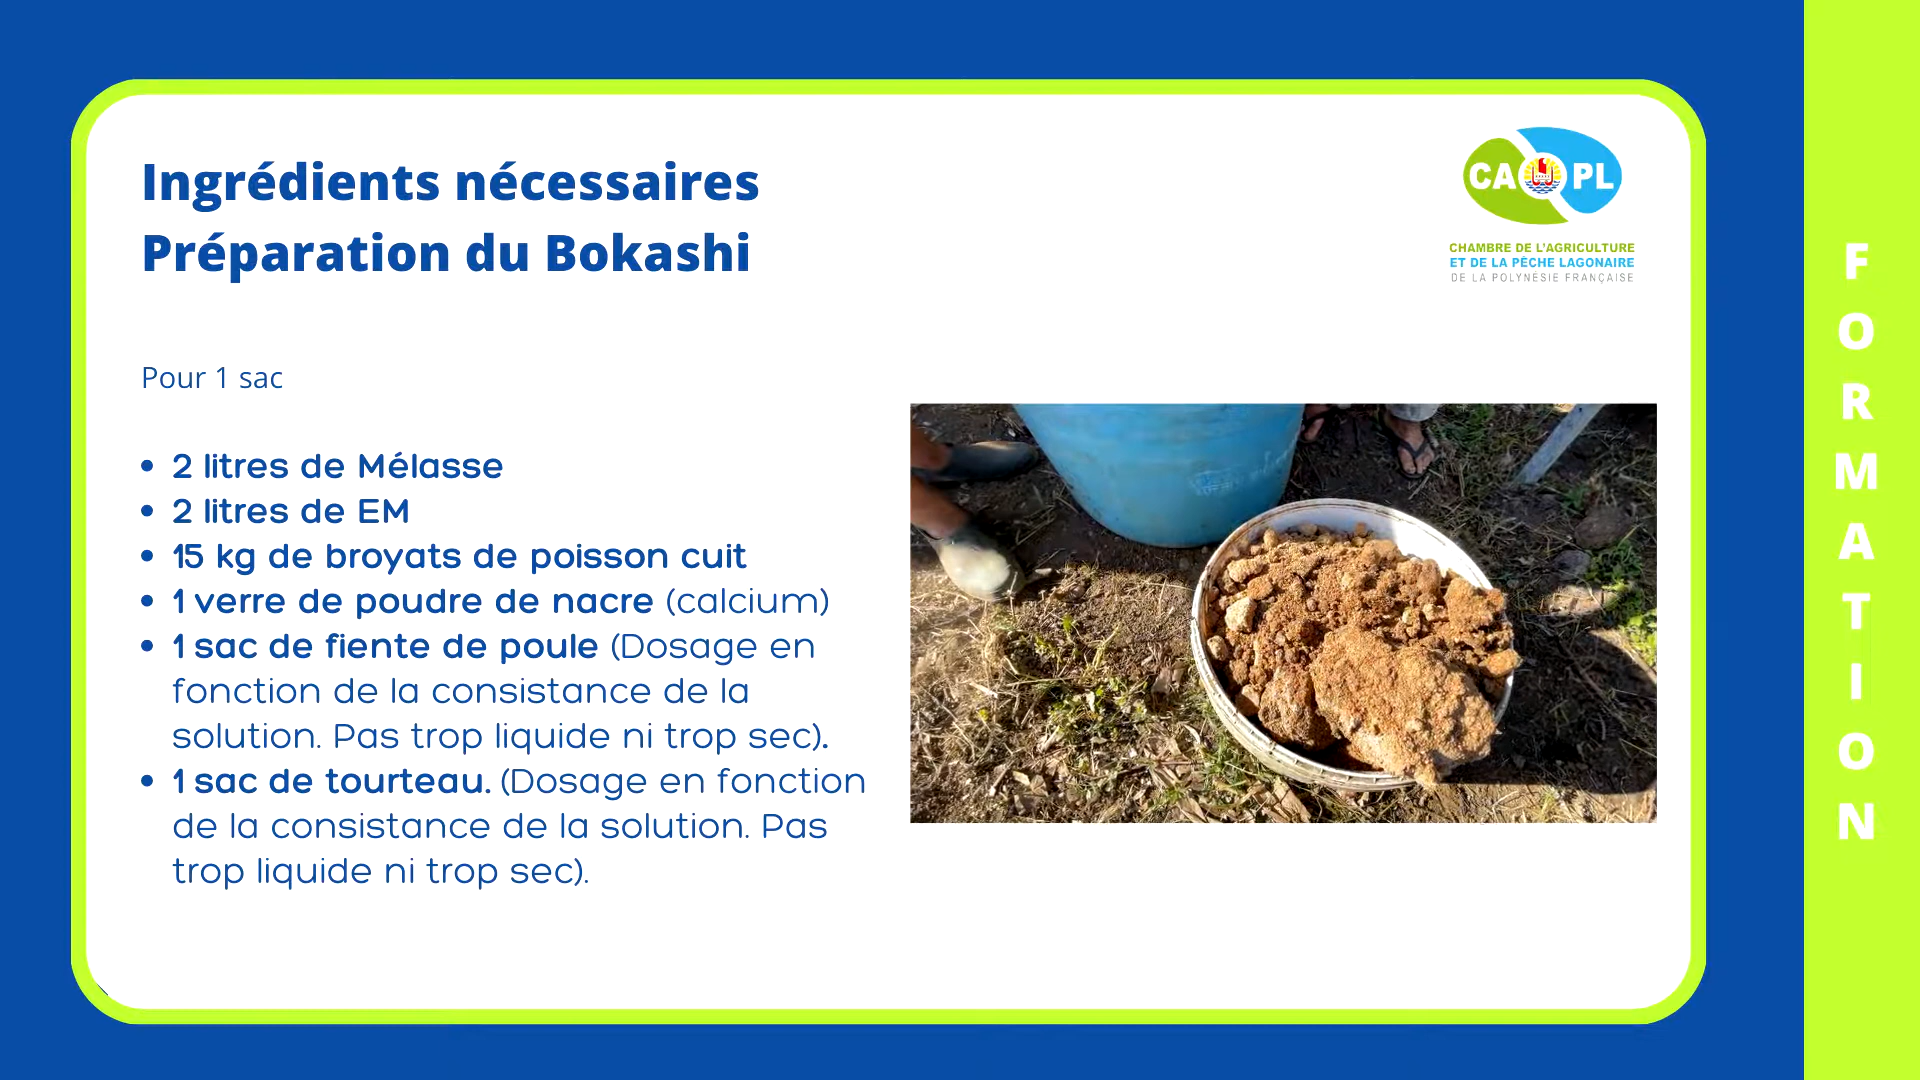 Ingrédients nécessaires
Préparation du Bokashi
CA PL
CHAMBRE DE L'AGRICULTURE
ET DE LA PÊCHE LAGONAIRE
DE LA POLYNÉSIE FRANÇAISE
Pour 1 sac
• 2 litres de Mélasse
• 2 litres de EM
• 15 kg de broyats de poisson cuit
• 1 verre de poudre de nacre (calcium)
• 1 sac de fiente de poule (Dosage en
fonction de la consistance de la
solution. Pas trop liquide ni trop sec).
• 1 sac de tourteau. (Dosage en fonction
de la consistance de la solution. Pas
trop liquide ni trop sec).
FORMATION